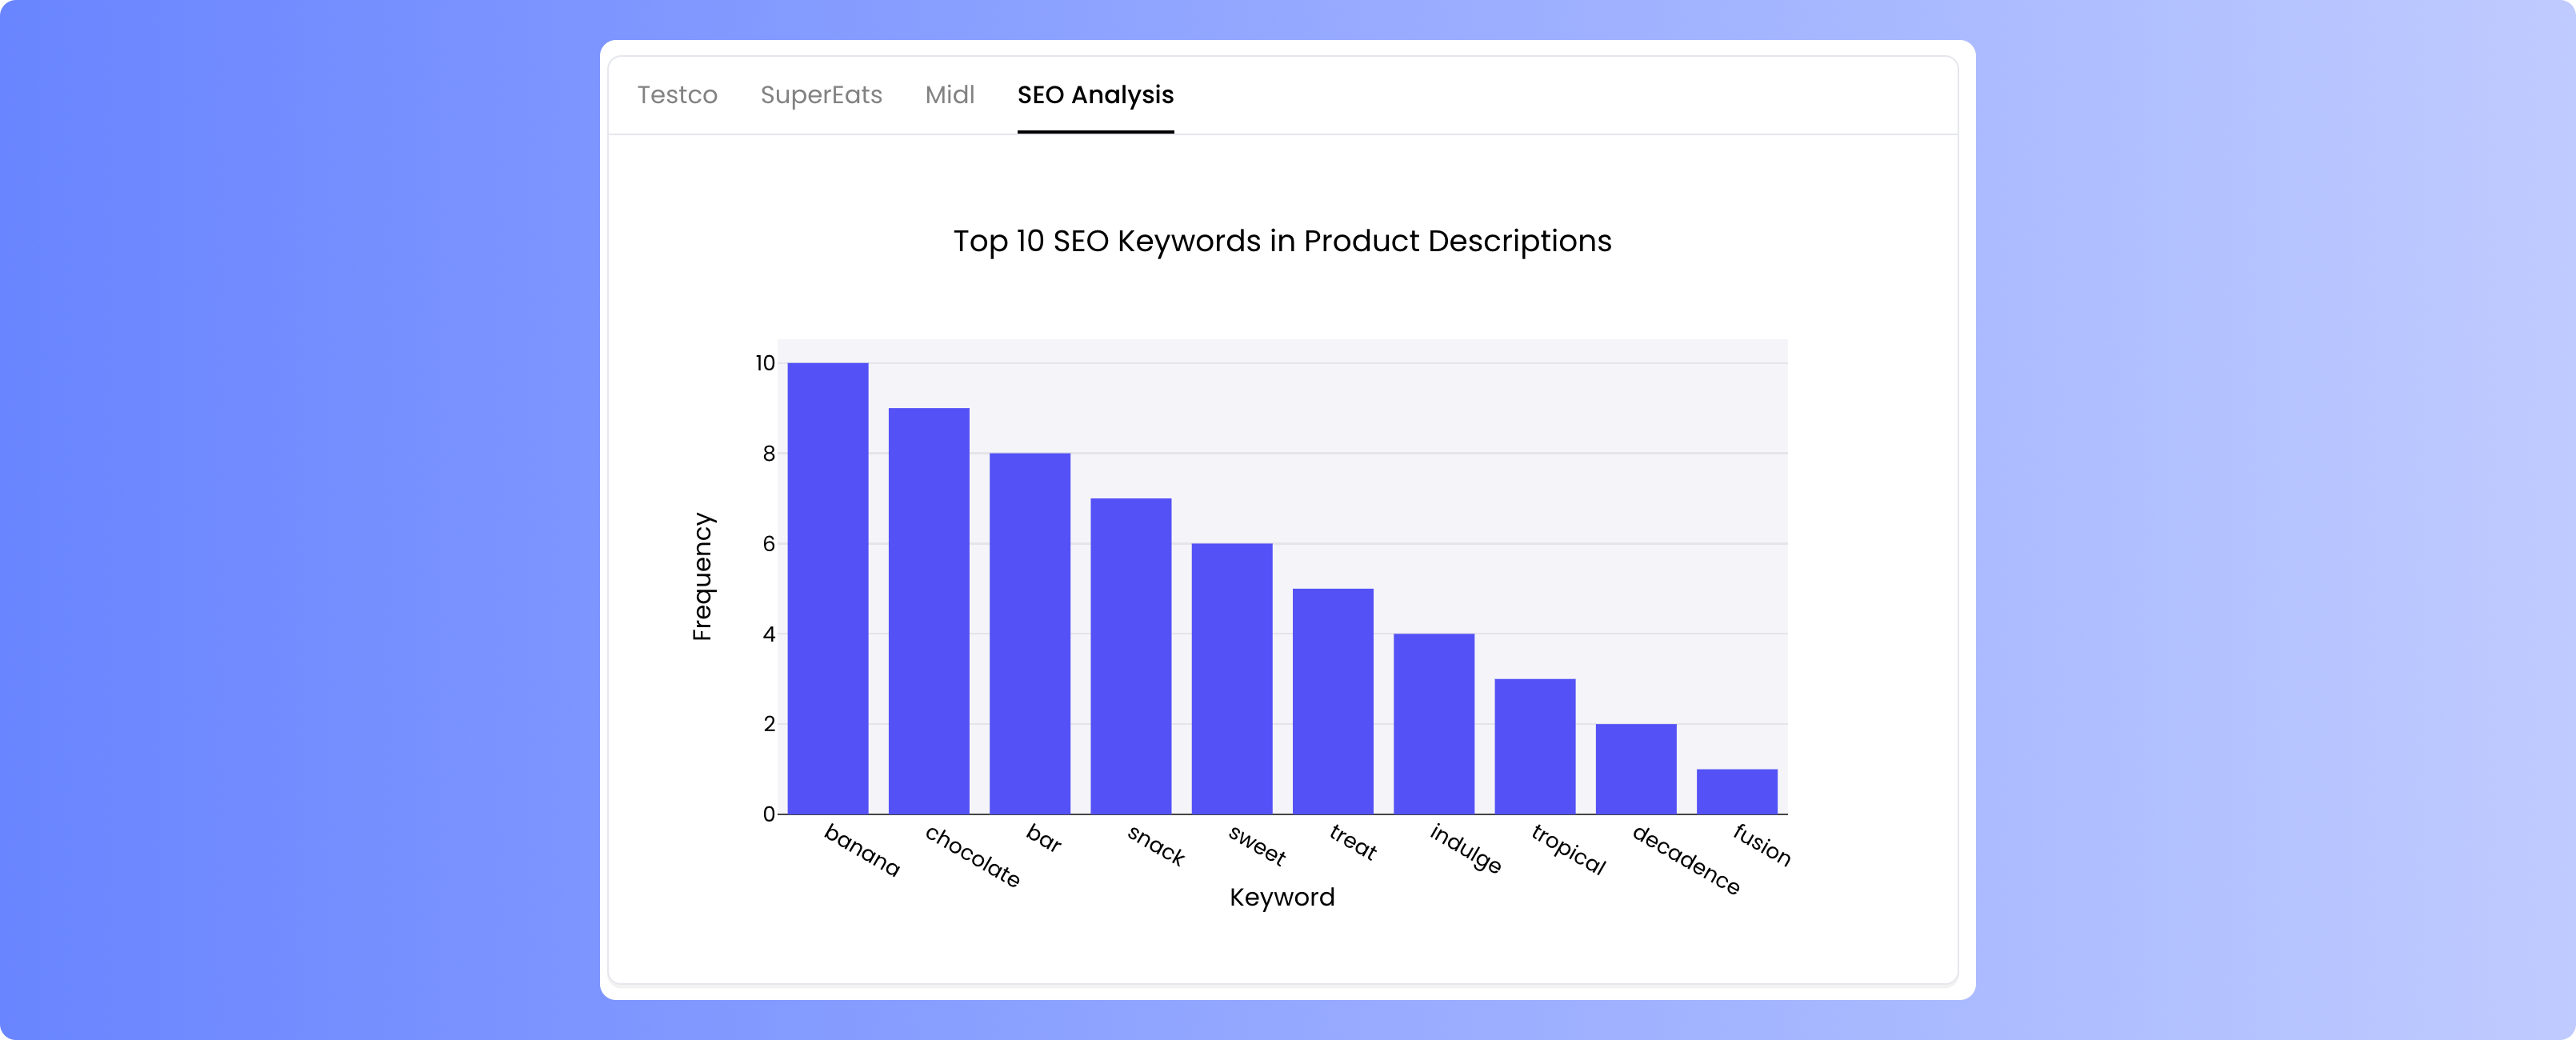 Testco SuperEats Midl SEO Analysis
Top 10 SEO Keywords in Product Descriptions
10
8
6
4
2
0
Frequency
banana chocolate bar snack sweet treat indulge tropical decadence fusion
Keyword